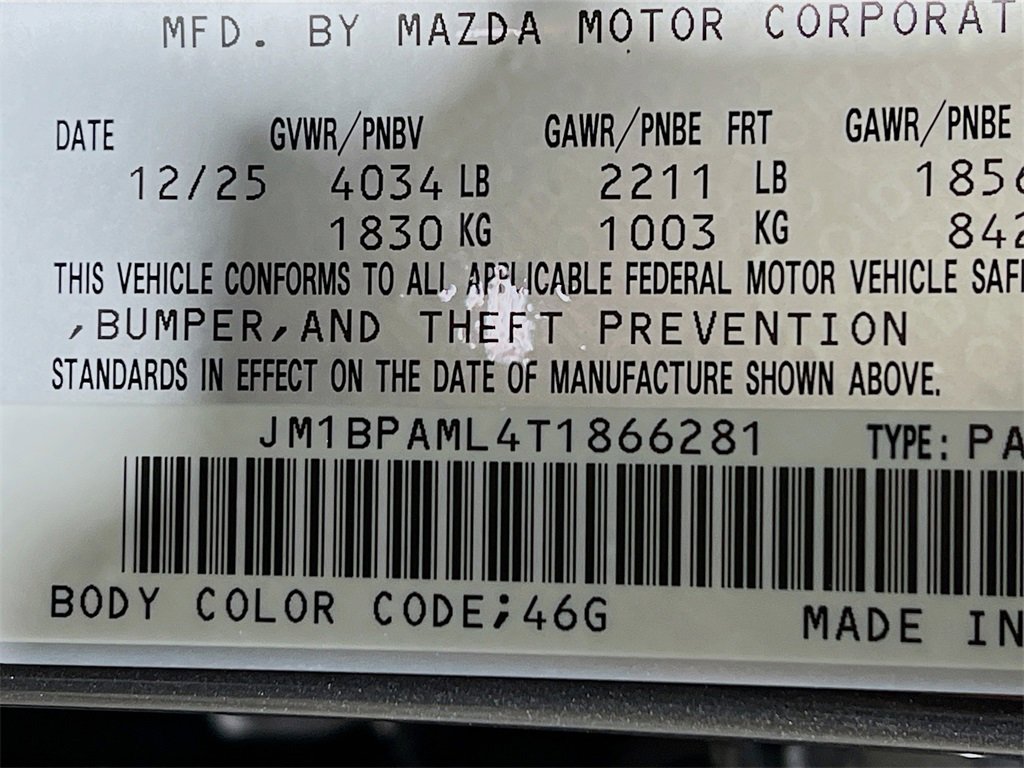 MFD. BY MAZDA MOTOR CORPORAT
DATE GVWR/PNBV GAWR/PNBE FRT GAWR/PNBE
12/25 4034 LB 2211 LB 1856
1830 KG 1003 KG 842
THIS VEHICLE CONFORMS TO ALL APPLICABLE FEDERAL MOTOR VEHICLE SAF
,BUMPER,AND THEFT PREVENTION
STANDARDS IN EFFECT ON THE DATE OF MANUFACTURE SHOWN ABOVE.
JM1BPAML4T1866281 TYPE: PA
BODY COLOR CODE;46G MADE IN